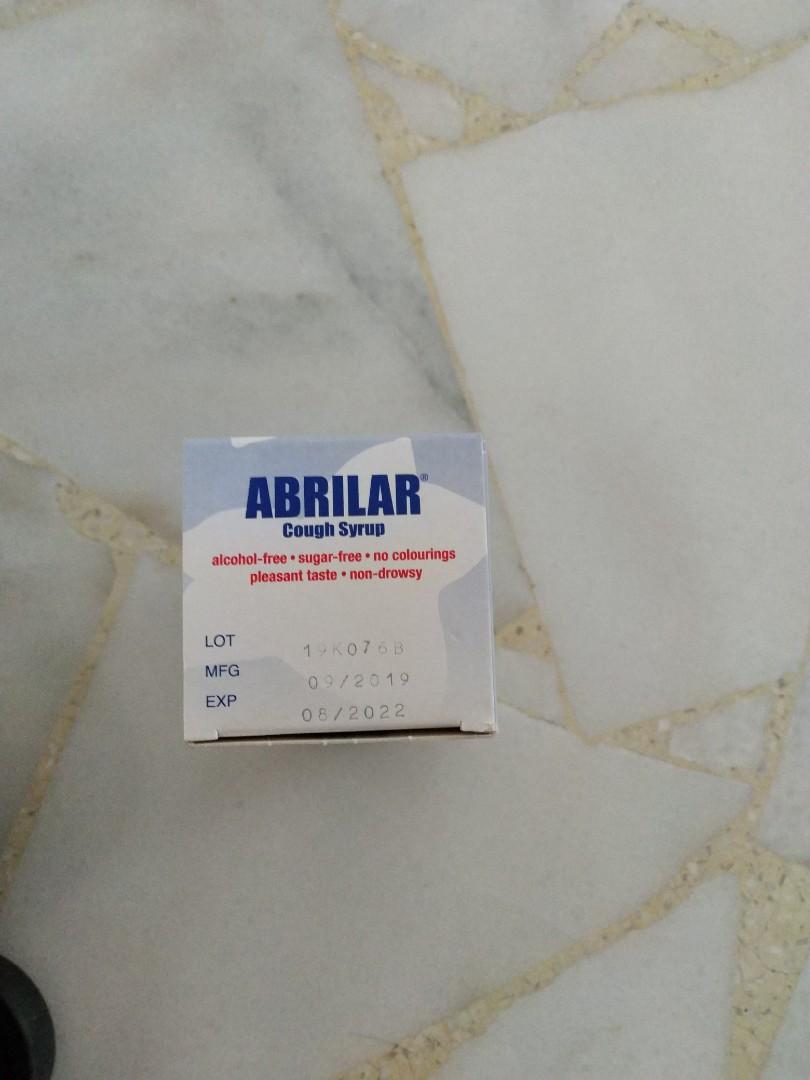 ABRILAR®
Cough Syrup
alcohol-free • sugar-free • no colourings
pleasant taste • non-drowsy
LOT 19K076B
MFG 09/2019
EXP 08/2022